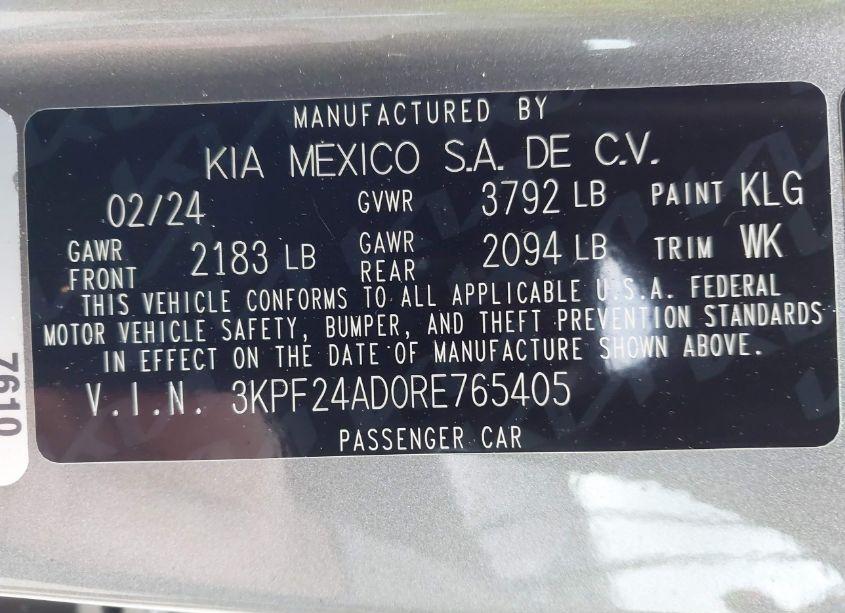 MANUFACTURED BY
KIA MEXICO S.A. DE C.V.
02/24 GVWR 3792 LB PAINT KLG
GAWR FRONT 2183 LB GAWR REAR 2094 LB TRIM WK
THIS VEHICLE CONFORMS TO ALL APPLICABLE U.S.A. FEDERAL
MOTOR VEHICLE SAFETY, BUMPER, AND THEFT PREVENTION STANDARDS
IN EFFECT ON THE DATE OF MANUFACTURE SHOWN ABOVE.
V.I.N. 3KPF24AD0RE765405
PASSENGER CAR
7610